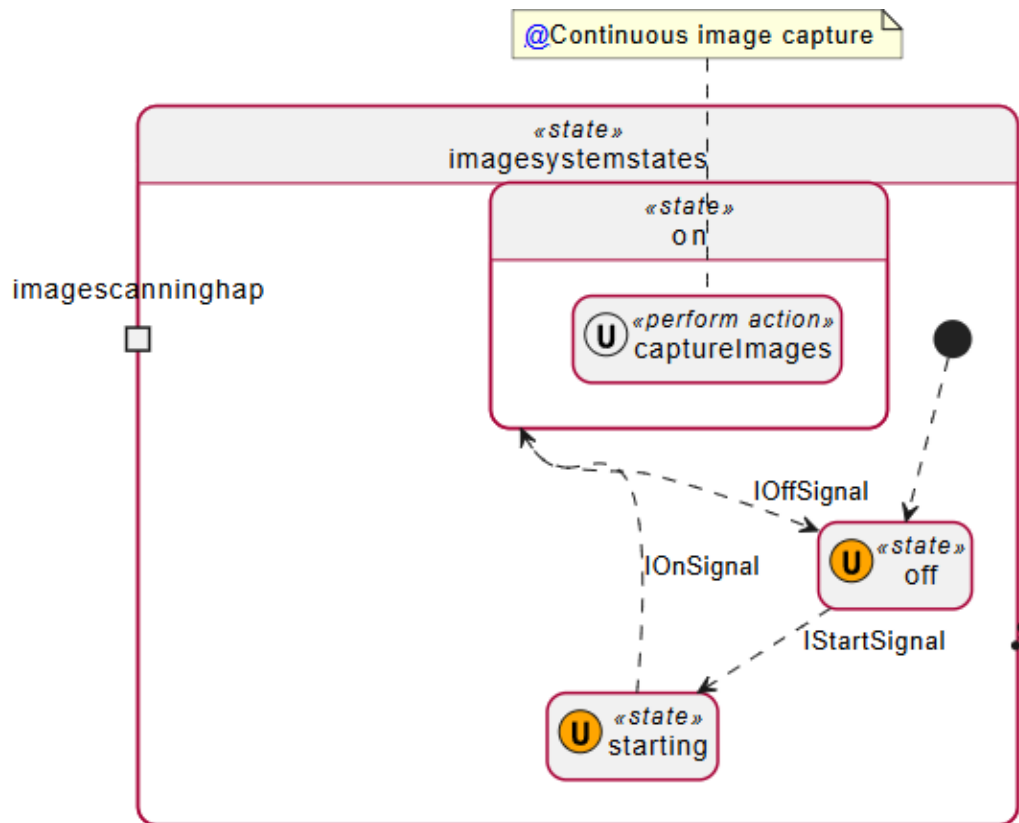 @Continuous image capture
«state»
imagesystemstates
«state»
on
imagescanninghap
U «perform action»
captureImages
IOffSignal
U «state»
off
IOnSignal
IStartSignal
U «state»
starting